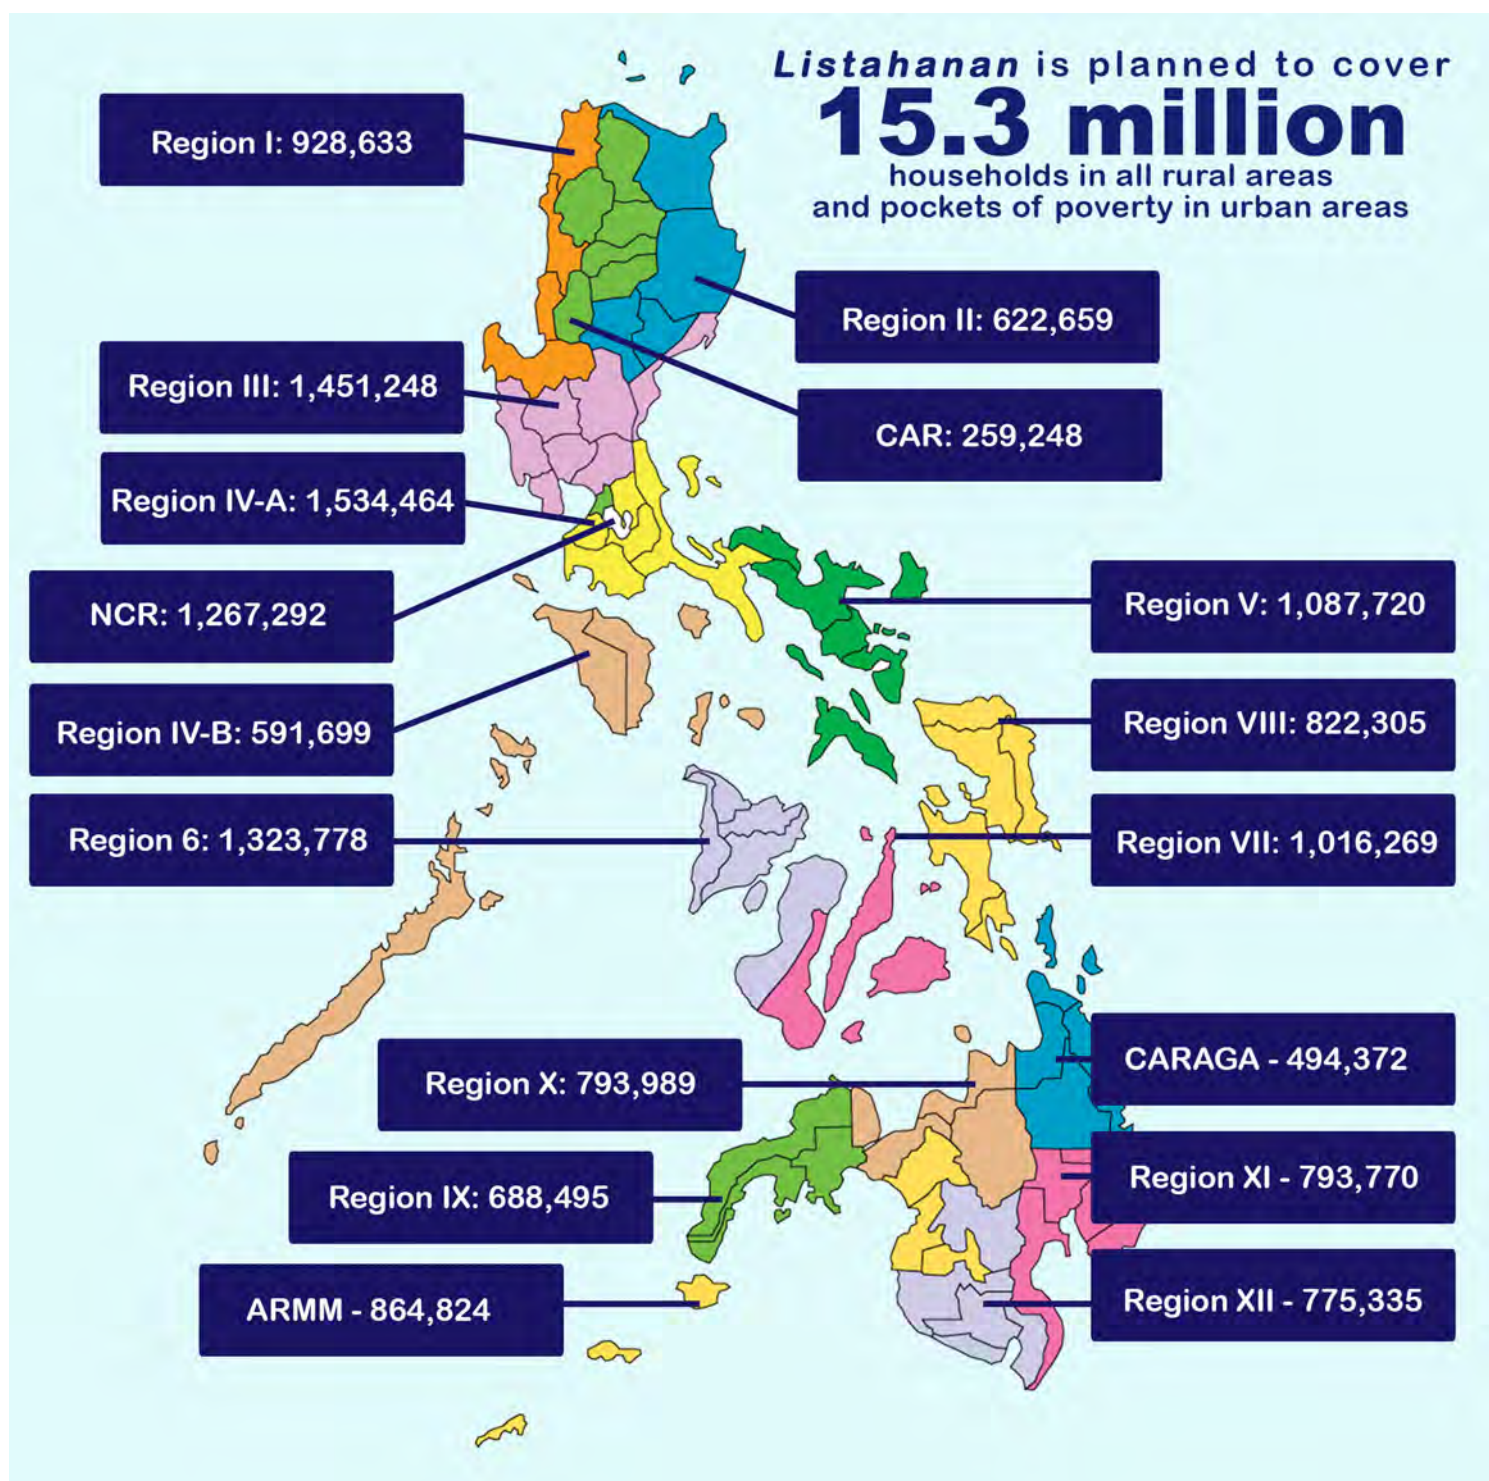 Listahanan is planned to cover
15.3 million
households in all rural areas
and pockets of poverty in urban areas
Region I: 928,633
Region II: 622,659
Region III: 1,451,248
CAR: 259,248
Region IV-A: 1,534,464
NCR: 1,267,292
Region V: 1,087,720
Region IV-B: 591,699
Region VIII: 822,305
Region 6: 1,323,778
Region VII: 1,016,269
CARAGA - 494,372
Region X: 793,989
Region XI - 793,770
Region IX: 688,495
Region XII - 775,335
ARMM - 864,824